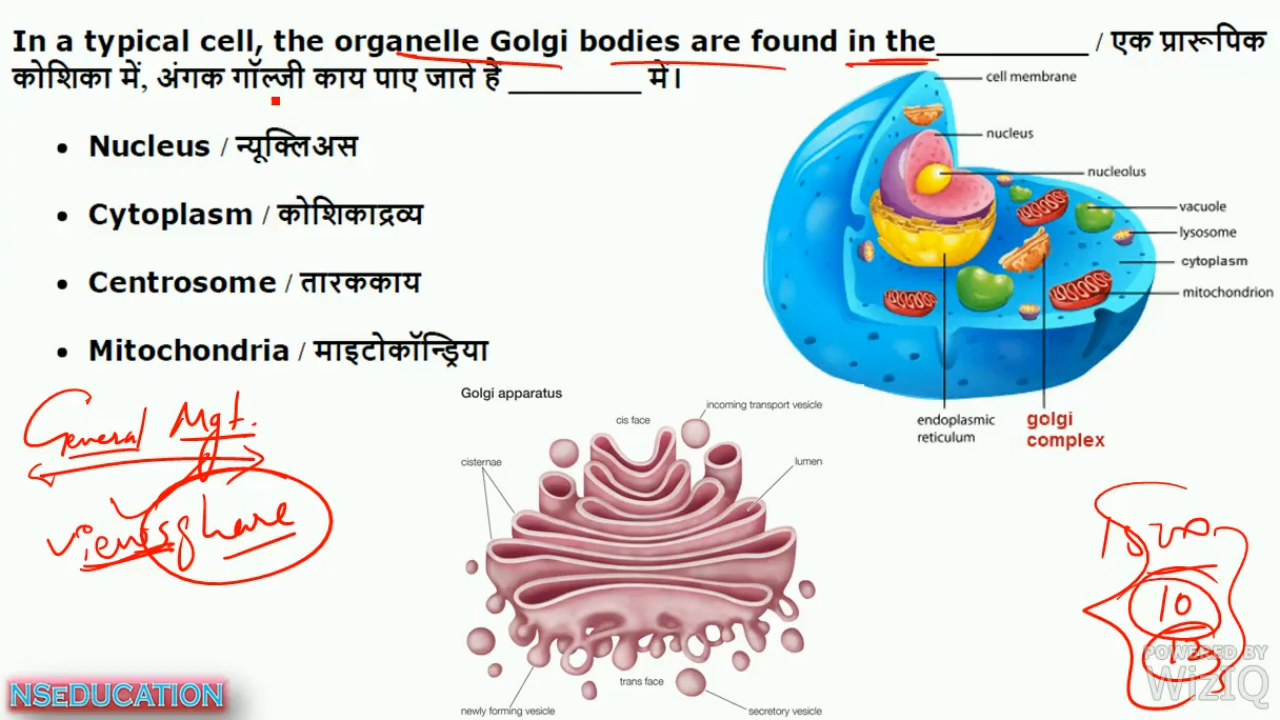 In a typical cell, the organelle Golgi bodies are found in the__________ / एक प्रारूपिक
कोशिका में, अंगक गॉल्जी काय पाए जाते है _________ में।
• Nucleus / न्यूक्लिअस
• Cytoplasm / कोशिकाद्रव्य
• Centrosome / तारककाय
• Mitochondria / माइटोकॉन्ड्रिया
cell membrane
nucleus
nucleolus
vacuole
lysosome
cytoplasm
mitochondrion
endoplasmic
reticulum
golgi
complex
General Mgt.
share
Golgi apparatus
incoming transport vesicle
cis face
cisternae
lumen
trans face
newly forming vesicle
secretory vesicle
10
12
NSEDUCATION
POWERED BY
WizIQ